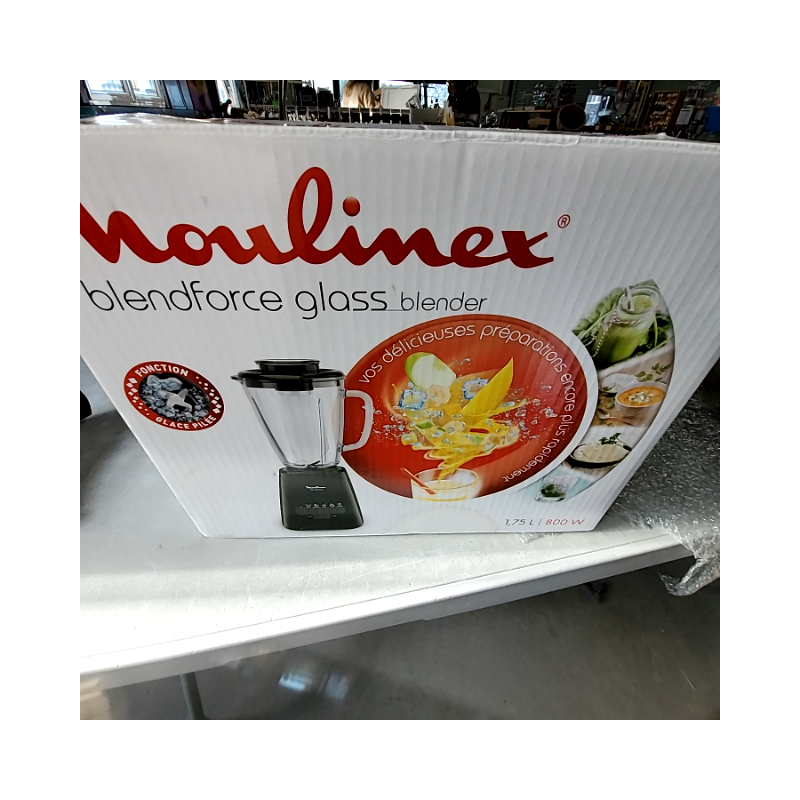 Moulinex®
blendforce glass blender
FONCTION
GLACE PILÉE
vos délicieuses préparations encore plus rapidement
1,75 L | 800 W